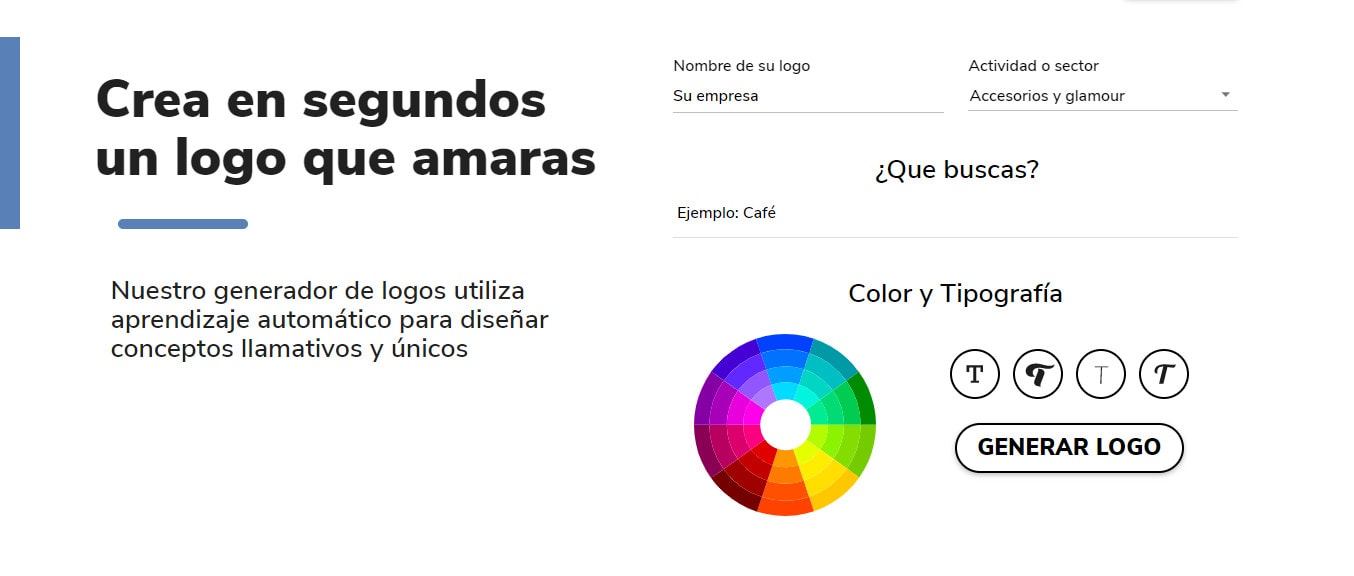 Crea en segundos
un logo que amaras
Nuestro generador de logos utiliza
aprendizaje automático para diseñar
conceptos llamativos y únicos
Nombre de su logo
Su empresa
Actividad o sector
Accesorios y glamour
¿Que buscas?
Ejemplo: Café
Color y Tipografía
T T T T
GENERAR LOGO